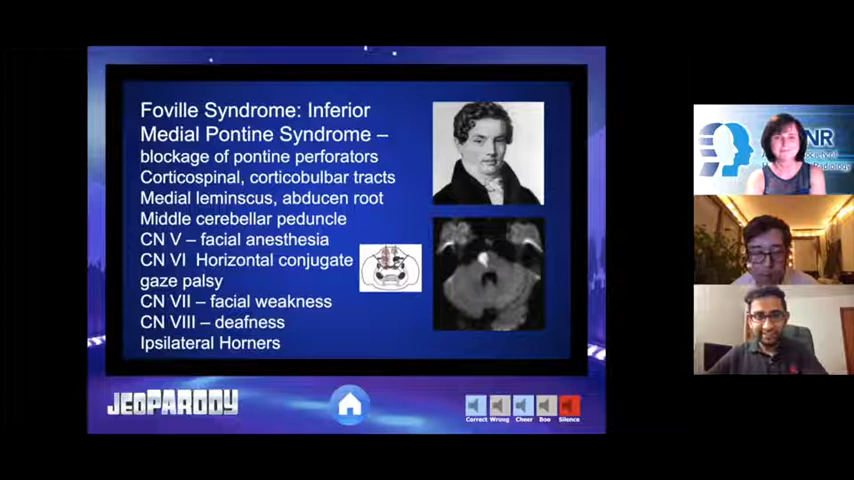 Foville Syndrome: Inferior
Medial Pontine Syndrome –
blockage of pontine perforators
Corticospinal, corticobulbar tracts
Medial leminscus, abducen root
Middle cerebellar peduncle
CN V – facial anesthesia
CN VI Horizontal conjugate
gaze palsy
CN VII – facial weakness
CN VIII – deafness
Ipsilateral Horners
JEOPARODY
Correct Wrong Cheer Boo Silence
NR